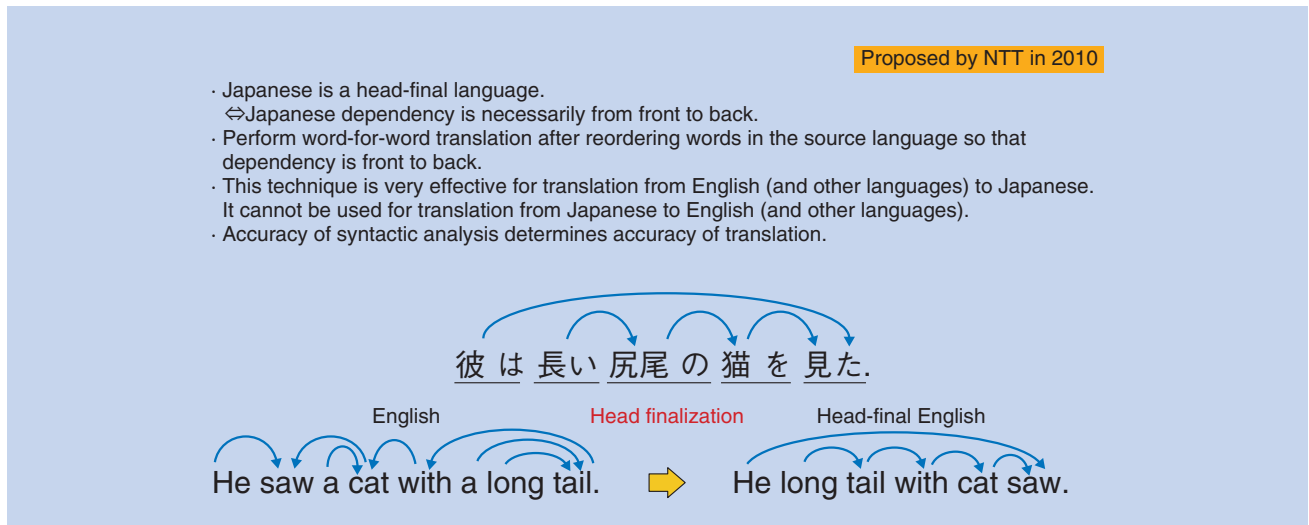 Proposed by NTT in 2010
· Japanese is a head-final language.
⇔Japanese dependency is necessarily from front to back.
· Perform word-for-word translation after reordering words in the source language so that
dependency is front to back.
· This technique is very effective for translation from English (and other languages) to Japanese.
It cannot be used for translation from Japanese to English (and other languages).
· Accuracy of syntactic analysis determines accuracy of translation.
彼は 長い 尻尾の 猫を 見た.
English Head finalization Head-final English
He saw a cat with a long tail. He long tail with cat saw.